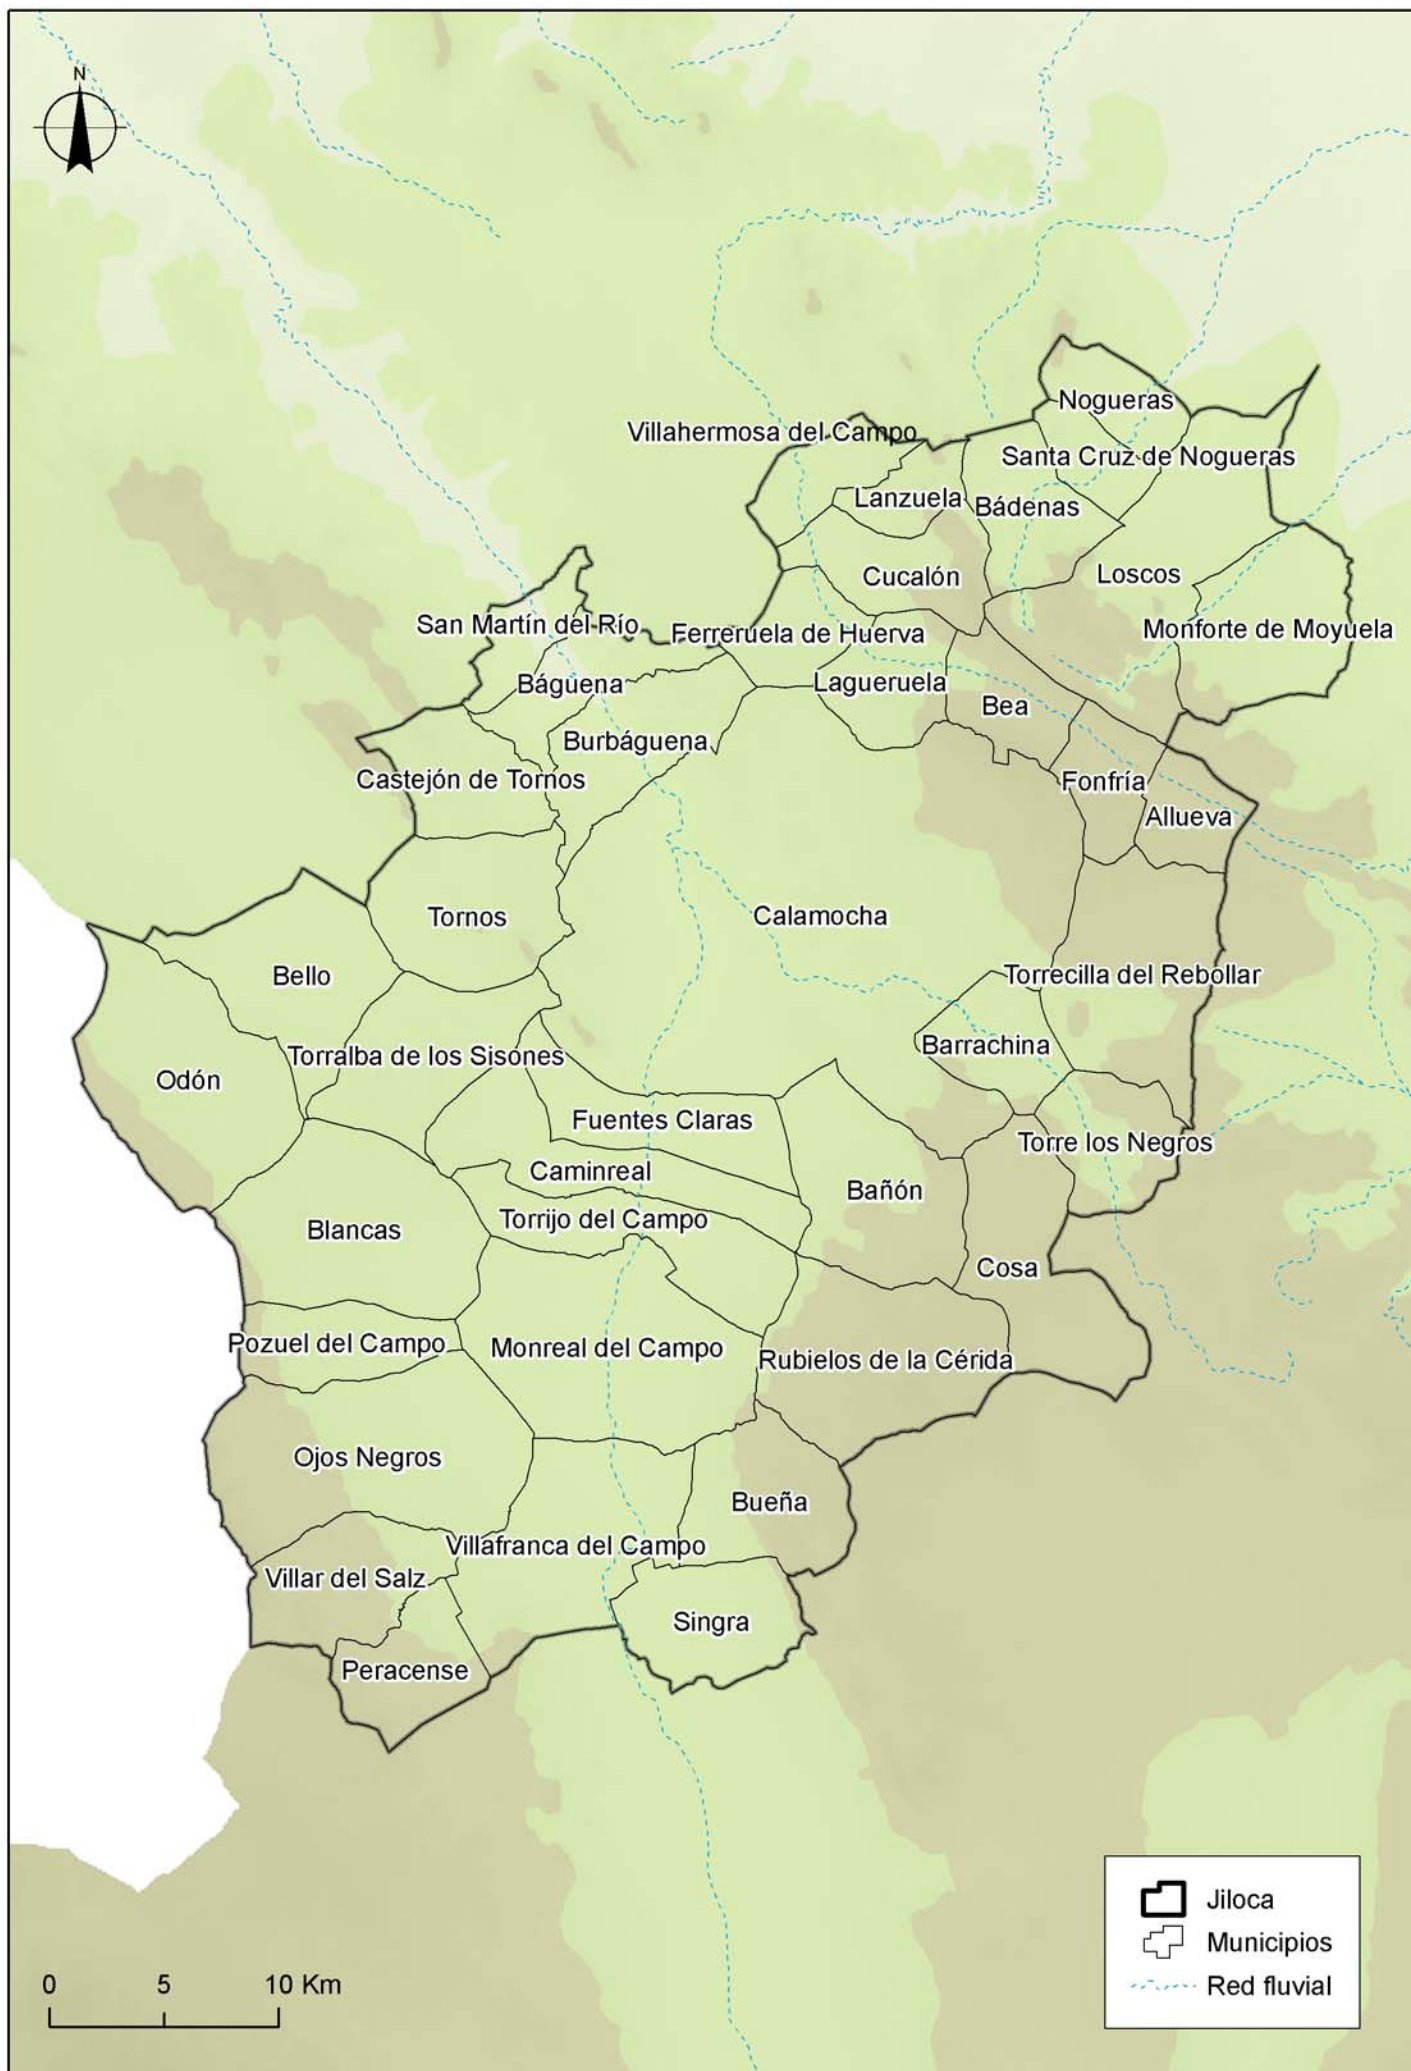 N
Nogueras
Villahermosa del Campo
Santa Cruz de Nogueras
Lanzuela
Bádenas
Cucalón
Loscos
San Martín del Río
Ferreruela de Huerva
Monforte de Moyuela
Báguena
Lagueruela
Bea
Burbáguena
Castejón de Tornos
Fonfría
Allueva
Tornos
Calamocha
Bello
Torrecilla del Rebollar
Barrachina
Torralba de los Sisones
Odón
Fuentes Claras
Torre los Negros
Caminreal
Bañón
Torrijo del Campo
Blancas
Cosa
Pozuel del Campo
Monreal del Campo
Rubielos de la Cérida
Ojos Negros
Bueña
Villafranca del Campo
Villar del Salz
Singra
Peracense
Jiloca
Municipios
Red fluvial
0 5 10 Km